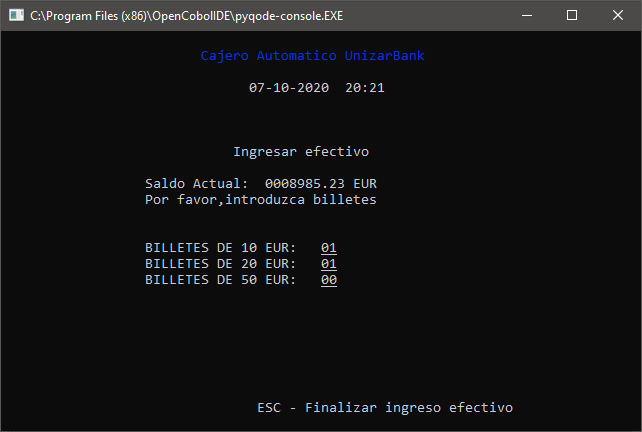 C:\Program Files (x86)\OpenCobolIDE\pyqode-console.EXE
Cajero Automatico UnizarBank
07-10-2020 20:21
Ingresar efectivo
Saldo Actual: 0008985.23 EUR
Por favor,introduzca billetes
BILLETES DE 10 EUR: 01
BILLETES DE 20 EUR: 01
BILLETES DE 50 EUR: 00
ESC - Finalizar ingreso efectivo